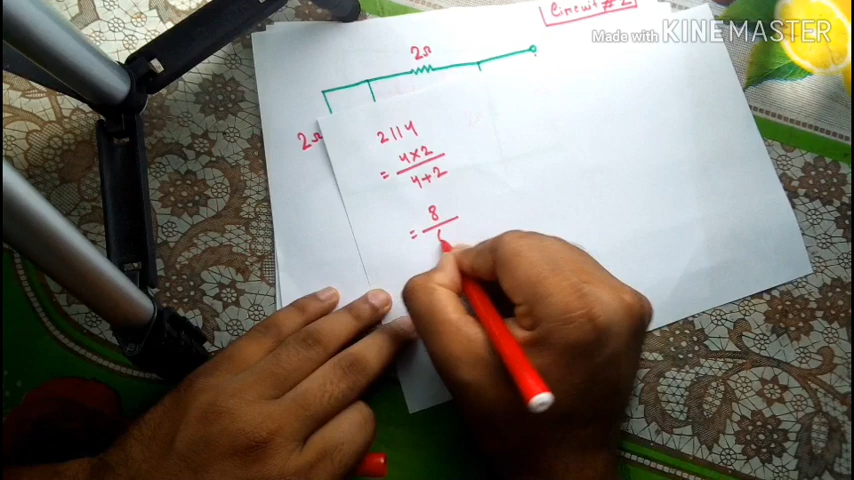 Circuit #2
Made with KINEMASTER
2Ω
2Ω
2||4
= 4×2
4+2
= 8